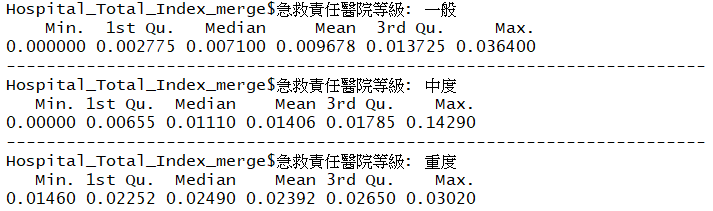 Hospital_Total_Index_merge$急救責任醫院等級: 一般
Min. 1st Qu. Median Mean 3rd Qu. Max.
0.000000 0.002775 0.007100 0.009678 0.013725 0.036400
--------------------------------------------------------------------
Hospital_Total_Index_merge$急救責任醫院等級: 中度
Min. 1st Qu. Median Mean 3rd Qu. Max.
0.00000 0.00655 0.01110 0.01406 0.01785 0.14290
--------------------------------------------------------------------
Hospital_Total_Index_merge$急救責任醫院等級: 重度
Min. 1st Qu. Median Mean 3rd Qu. Max.
0.01460 0.02252 0.02490 0.02392 0.02650 0.03020